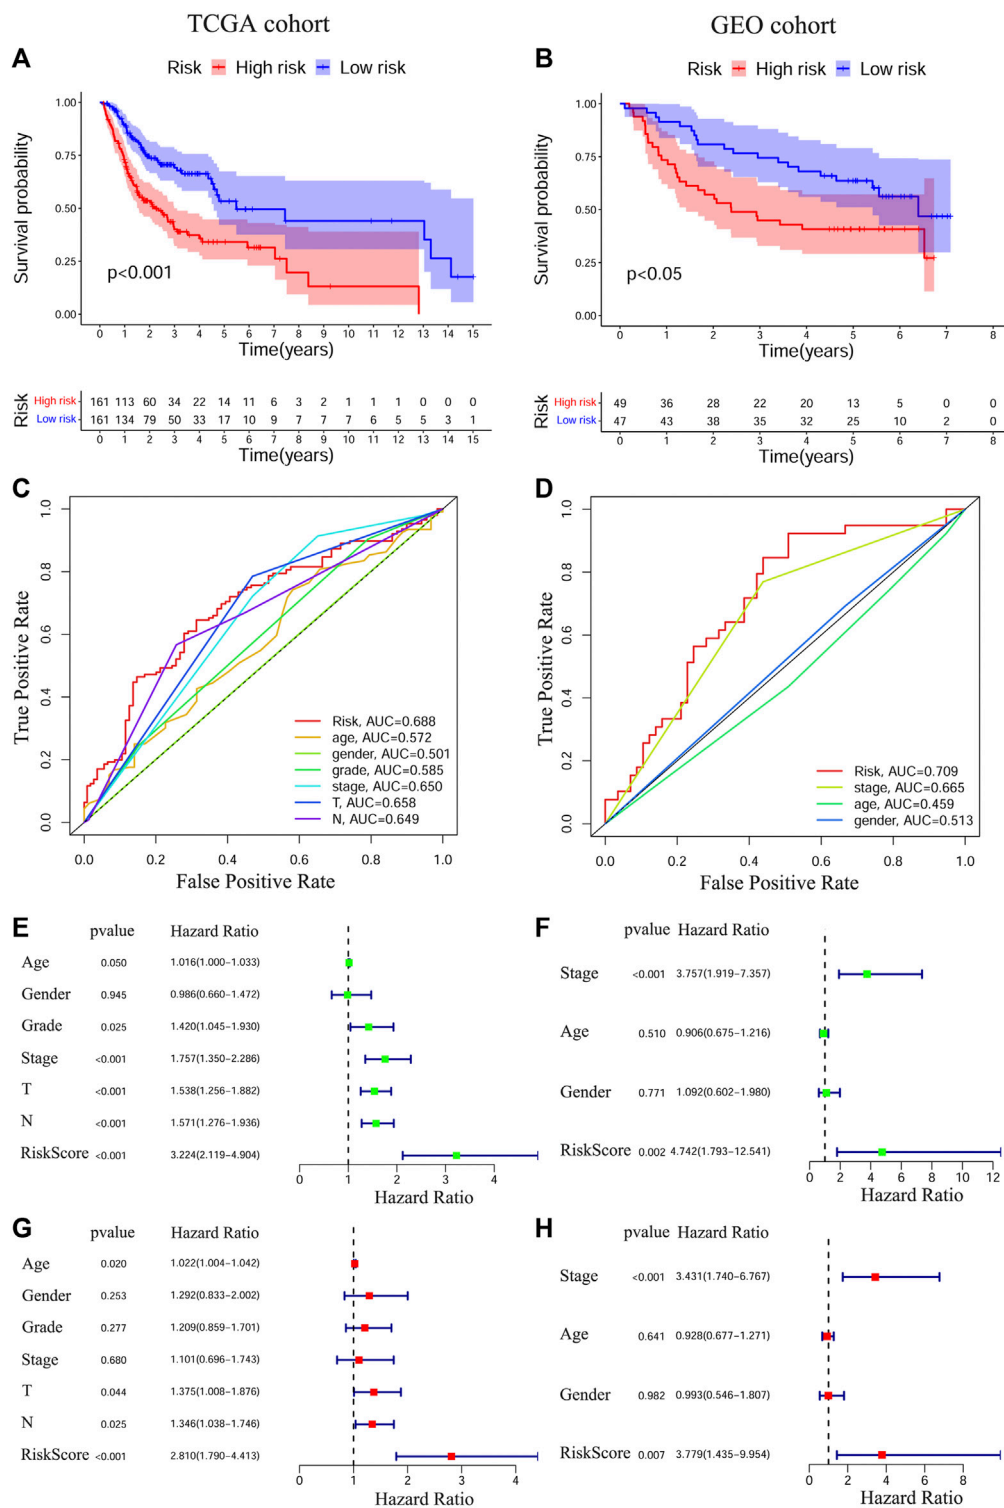 TCGA cohort
GEO cohort
A
Risk High risk Low risk
Survival probability
1.00
0.75
0.50
0.25
0.00
p<0.001
0 1 2 3 4 5 6 7 8 9 10 11 12 13 14 15
Time(years)
Risk
High risk 161 113 60 34 22 14 11 6 3 2 1 1 1 0 0 0
Low risk 161 134 79 50 33 17 10 9 7 7 7 6 5 5 3 1
0 1 2 3 4 5 6 7 8 9 10 11 12 13 14 15
Time(years)
B
Risk High risk Low risk
Survival probability
1.00
0.75
0.50
0.25
0.00
p<0.05
0 1 2 3 4 5 6 7 8
Time(years)
Risk
High risk 49 36 28 22 20 13 5 0 0
Low risk 47 43 38 35 32 25 10 2 0
0 1 2 3 4 5 6 7 8
Time(years)
C
True Positive Rate
1.0
0.8
0.6
0.4
0.2
0.0
Risk, AUC=0.688
age, AUC=0.572
gender, AUC=0.501
grade, AUC=0.585
stage, AUC=0.650
T, AUC=0.658
N, AUC=0.649
0.0 0.2 0.4 0.6 0.8 1.0
False Positive Rate
D
True Positive Rate
1.0
0.8
0.6
0.4
0.2
0.0
Risk, AUC=0.709
stage, AUC=0.665
age, AUC=0.459
gender, AUC=0.513
0.0 0.2 0.4 0.6 0.8 1.0
False Positive Rate
E
pvalue Hazard Ratio
Age 0.050 1.016(1.000−1.033)
Gender 0.945 0.986(0.660−1.472)
Grade 0.025 1.420(1.045−1.930)
Stage <0.001 1.757(1.350−2.286)
T <0.001 1.538(1.256−1.882)
N <0.001 1.571(1.276−1.936)
RiskScore <0.001 3.224(2.119−4.904)
0 1 2 3 4
Hazard Ratio
F
pvalue Hazard Ratio
Stage <0.001 3.757(1.919−7.357)
Age 0.510 0.906(0.675−1.216)
Gender 0.771 1.092(0.602−1.980)
RiskScore 0.002 4.742(1.793−12.541)
0 2 4 6 8 10 12
Hazard Ratio
G
pvalue Hazard Ratio
Age 0.020 1.022(1.004−1.042)
Gender 0.253 1.292(0.833−2.002)
Grade 0.277 1.209(0.859−1.701)
Stage 0.680 1.101(0.696−1.743)
T 0.044 1.375(1.008−1.876)
N 0.025 1.346(1.038−1.746)
RiskScore <0.001 2.810(1.790−4.413)
0 1 2 3 4
Hazard Ratio
H
pvalue Hazard Ratio
Stage <0.001 3.431(1.740−6.767)
Age 0.641 0.928(0.677−1.271)
Gender 0.982 0.993(0.546−1.807)
RiskScore 0.007 3.779(1.435−9.954)
0 2 4 6 8
Hazard Ratio